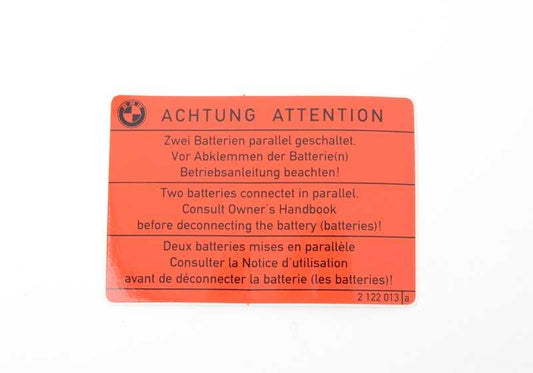 BMW
ACHTUNG ATTENTION
Zwei Batterien parallel geschaltet.
Vor Abklemmen der Batterie(n)
Betriebsanleitung beachten!
Two batteries connectet in parallel.
Consult Owner's Handbook
before deconnecting the battery (batteries)!
Deux batteries mises en parallèle
Consulter la Notice d'utilisation
avant de déconnecter la batterie (les batteries)!
2 122 013 a